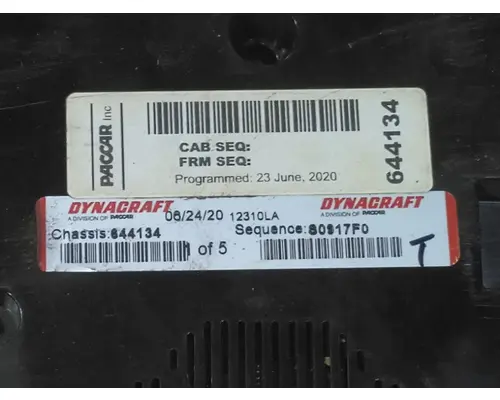 PACCAR inc
CAB SEQ:
FRM SEQ:
Programmed: 23 June, 2020
644134
DYNACRAFT
A DIVISION OF PACCAR
06/24/20 12310LA
DYNACRAFT
A DIVISION OF PACCAR
Chassis:644134
1 of 5
Sequence:80917F0
T